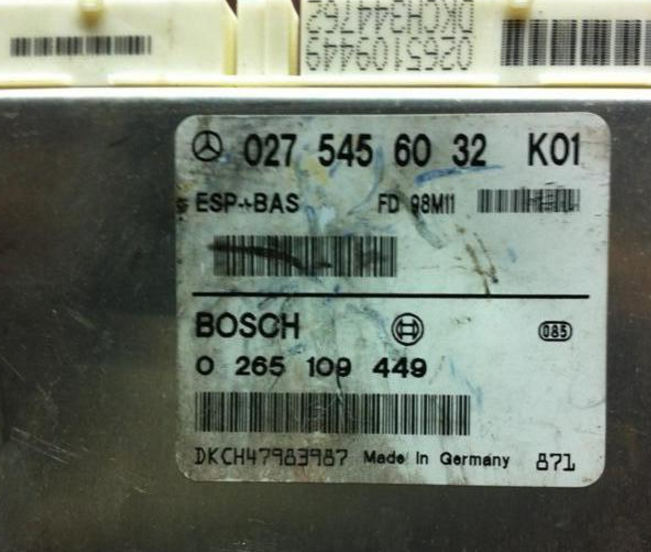 DKCH344762
0265109449
027 545 60 32 K01
ESP+BAS FD 98M11
BOSCH 085
0 265 109 449
DKCH47983987 Made in Germany 871